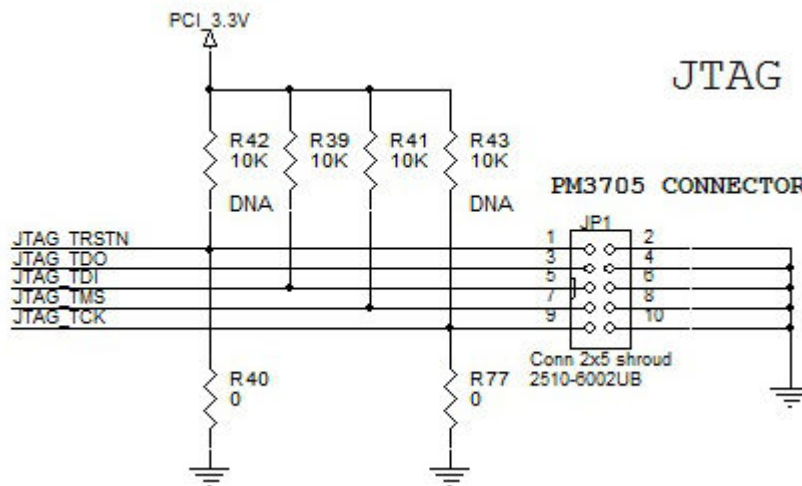 PCI_3.3V
JTAG
R42 R39 R41 R43
10K 10K 10K 10K
DNA DNA
PM3705 CONNECTOR
JP1
JTAG_TRSTN 1 2
JTAG_TDO 3 4
JTAG_TDI 5 6
JTAG_TMS 7 8
JTAG_TCK 9 10
Conn 2x5 shroud
2510-6002UB
R40 R77
0 0